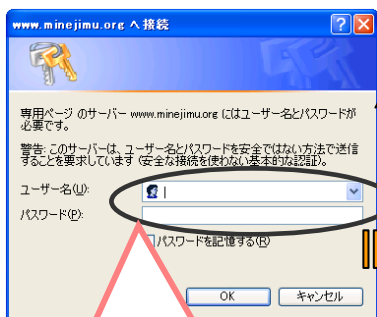 www.minejimu.org へ接続
専用ページ のサーバー www.minejimu.org にはユーザー名とパスワードが
必要です。
警告: このサーバーは、ユーザー名とパスワードを安全ではない方法で送信
することを要求しています (安全な接続を使わない基本的な認証)。
ユーザー名(U):
パスワード(P):
パスワードを記憶する(R)
OK
キャンセル